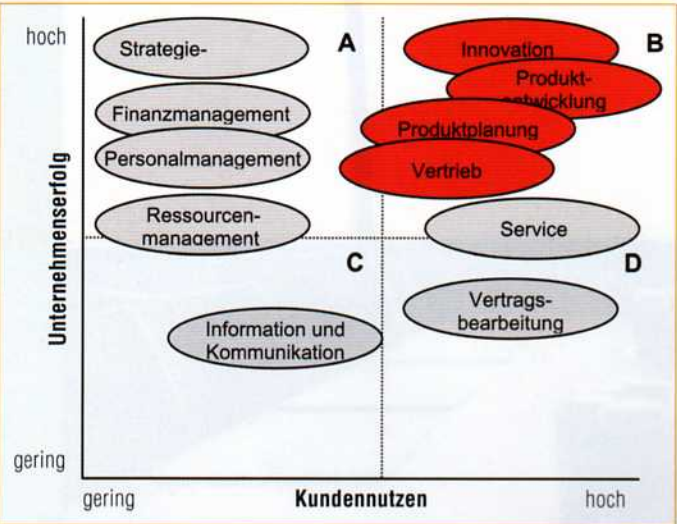 hoch
Strategie-
A
Innovation
B
Produkt-
entwicklung
Finanzmanagement
Produktplanung
Personalmanagement
Vertrieb
Ressourcen-
management
Service
Unternehmenserfolg
C
D
Vertrags-
bearbeitung
Information und
Kommunikation
gering
gering
Kundennutzen
hoch